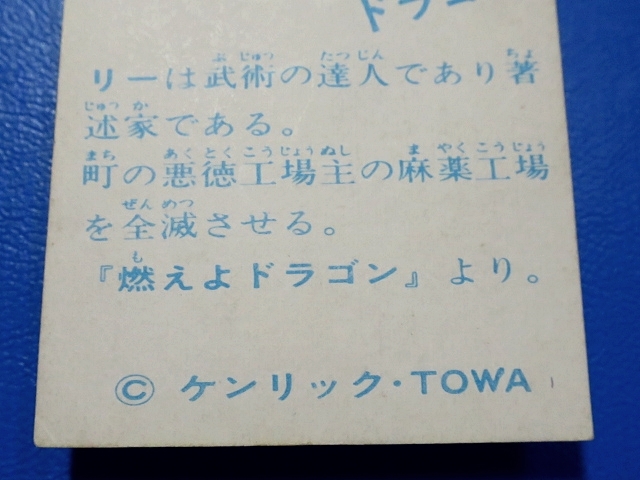 リーは武術の達人であり著
述家である。
町の悪徳工場主の麻薬工場
を全滅させる。
『燃えよドラゴン』より。
© ケンリック・TOWA